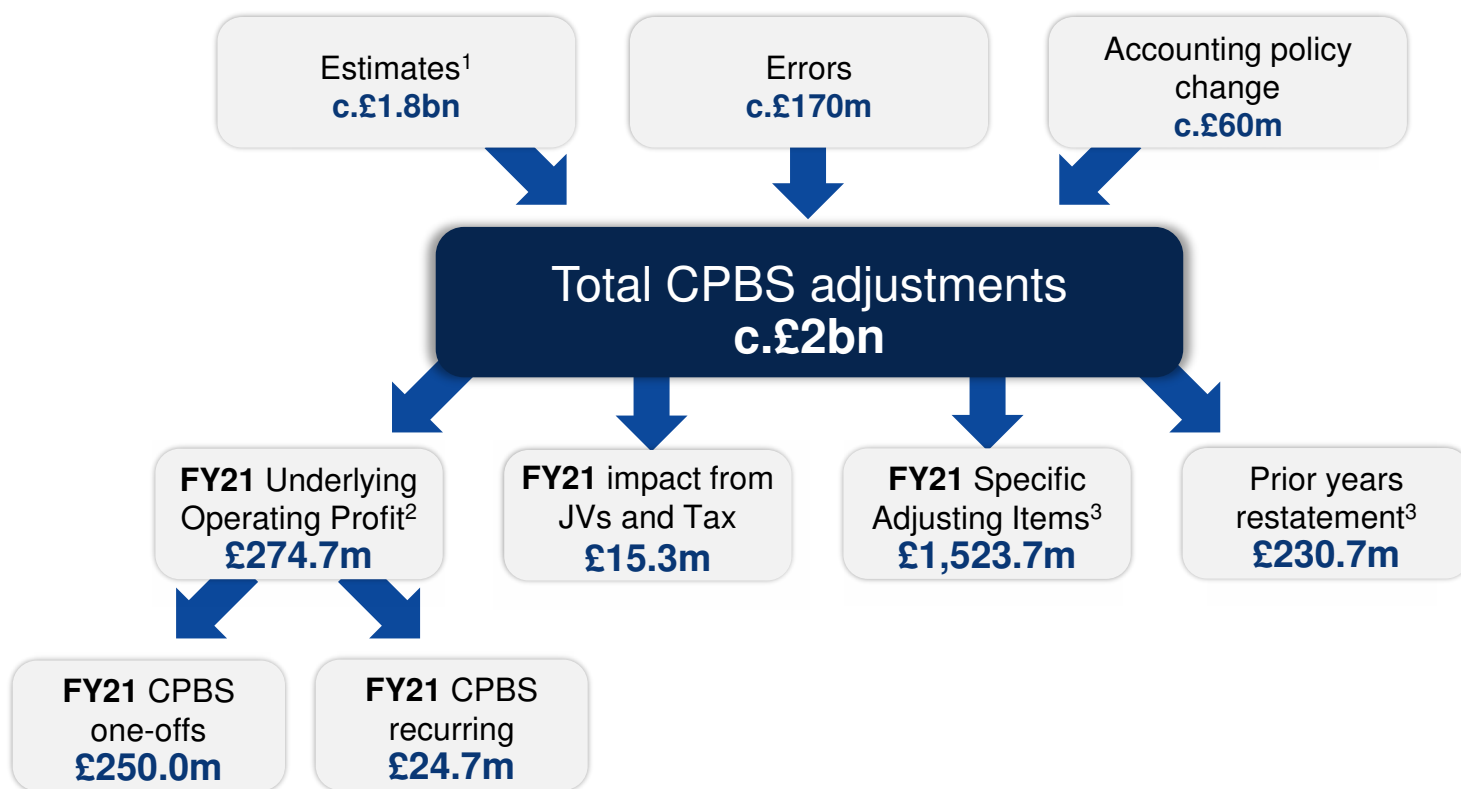 Estimates¹
c.£1.8bn
Errors
c.£170m
Accounting policy
change
c.£60m
Total CPBS adjustments
c.£2bn
FY21 Underlying
Operating Profit²
£274.7m
FY21 impact from
JVs and Tax
£15.3m
FY21 Specific
Adjusting Items³
£1,523.7m
Prior years
restatement³
£230.7m
FY21 CPBS
one-offs
£250.0m
FY21 CPBS
recurring
£24.7m